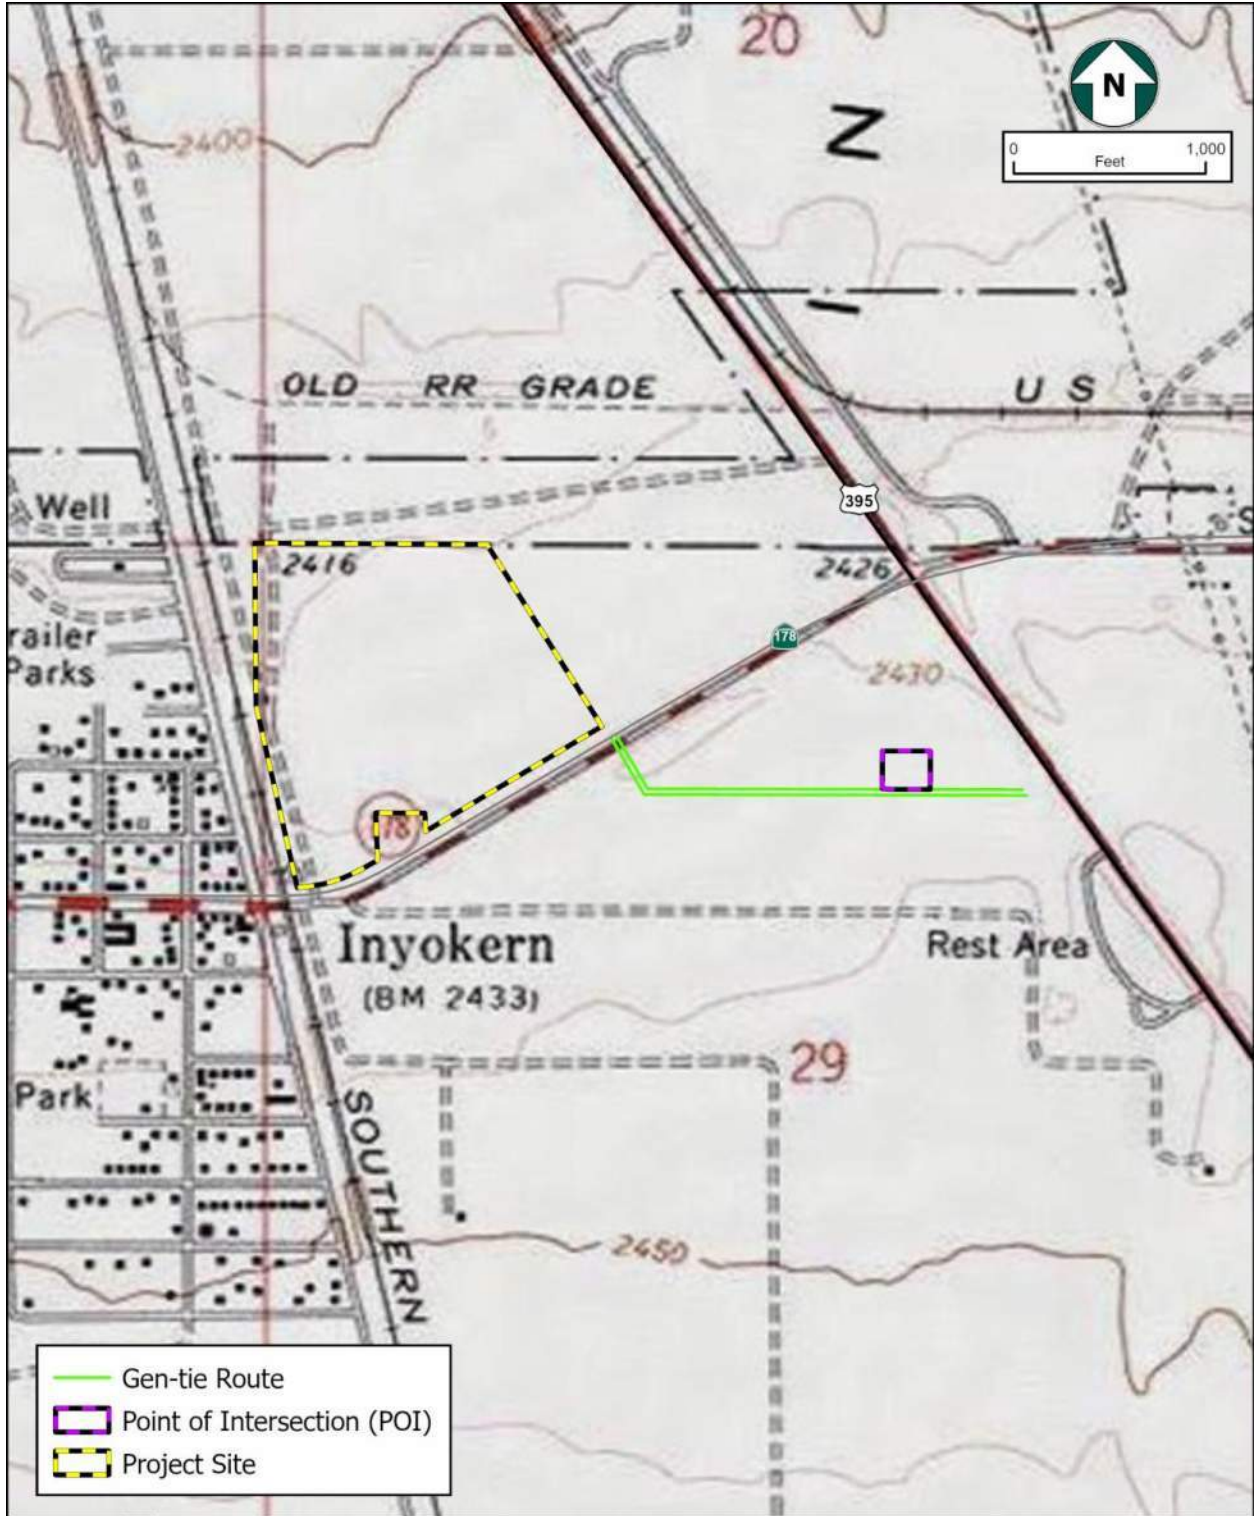 20
N
0 1,000
Feet
2400
Z
I
OLD RR GRADE
U S
395
Well
S
2416
2426
178
railer
Parks
2430
178
Inyokern
(BM 2433)
Rest Area
29
Park
SOUTHERN
2450
Gen-tie Route
Point of Intersection (POI)
Project Site